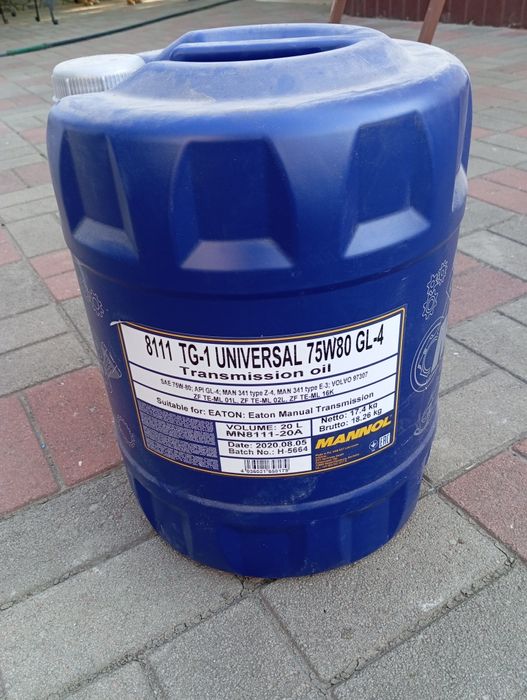 8111 TG-1 UNIVERSAL 75W80 GL-4
Transmission oil
SAE 75W-80; API GL-4; MAN 341 type Z-4, MAN 341 type E-3; VOLVO 97307
ZF TE-ML 01L, ZF TE-ML 02L, ZF TE-ML 16K
Suitable for: EATON: Eaton Manual Transmission
VOLUME: 20 L
MN8111-20A
Date: 2020.08.05
Batch No.: H-5664
Netto: 17.4 kg
Brutto: 18.26 kg
MANNOL
EAC